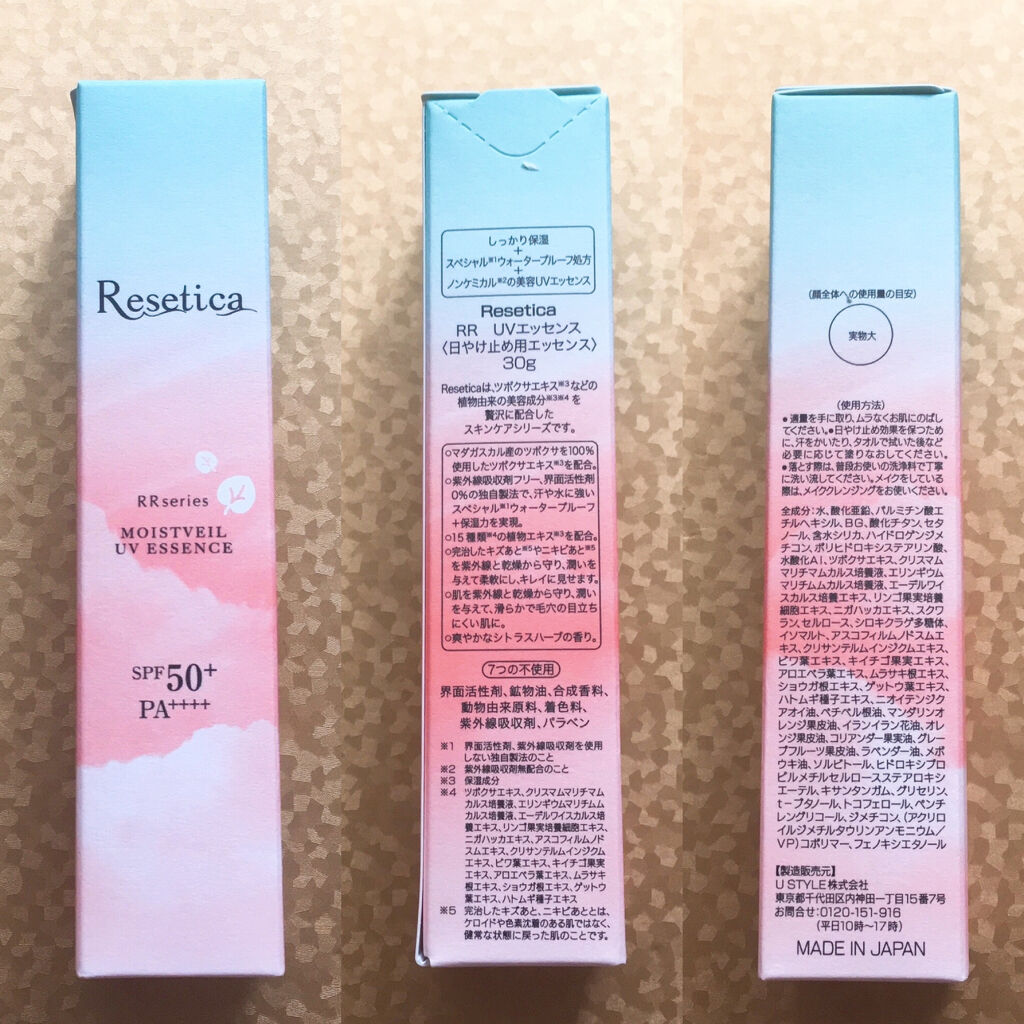 Resetica
RRseries
MOISTVEIL
UV ESSENCE
SPF50+
PA++++
しっかり保湿
+
スペシャル※1ウォータープルーフ処方
+
ノンケミカル※2の美容UVエッセンス
Resetica
RR UVエッセンス
〈日やけ止め用エッセンス〉
30g
Reseticaは、ツボクサエキス※3などの
植物由来の美容成分※3※4を
贅沢に配合した
スキンケアシリーズです。
○マダガスカル産のツボクサを100%
使用したツボクサエキス※3を配合。
○紫外線吸収剤フリー、界面活性剤
0%の独自製法で、汗や水に強い
スペシャル※1ウォータープルーフ
+保湿力を実現。
○15種類※4の植物エキス※3を配合。
○完治したキズあと※5やニキビあと※5
を紫外線と乾燥から守り、潤いを
与えて柔軟にし、キレイに見せます。
○肌を紫外線と乾燥から守り、潤い
を与えて、滑らかで毛穴の目立ち
にくい肌に。
○爽やかなシトラスハーブの香り。
7つの不使用
界面活性剤、鉱物油、合成香料、
動物由来原料、着色料、
紫外線吸収剤、パラベン
※1 界面活性剤、紫外線吸収剤を使用
しない独自製法のこと
※2 紫外線吸収剤無配合のこと
※3 保湿成分
※4 ツボクサエキス、クリスマムマリチマム
カルス培養液、エリンギウムマリチムム
カルス培養液、エーデルワイスカルス培
養エキス、リンゴ果実培養細胞エキス、
ニガハッカエキス、アスコフィルムノド
スムエキス、クリサンテルムインジクム
エキス、ビワ葉エキス、キイチゴ果実
エキス、アロエベラ葉エキス、ムラサキ
根エキス、ショウガ根エキス、ゲットウ
葉エキス、ハトムギ種子エキス
※5 完治したキズあと、ニキビあととは、
ケロイドや色素沈着のある肌ではなく、
健常な状態に戻った肌のことです。
(顔全体への使用量の目安)
実物大
(使用方法)
●適量を手に取り、ムラなくお肌にのばし
てください。●日やけ止め効果を保つため
に、汗をかいたり、タオルで拭いた後など
必要に応じて塗りなおしてください。
●落とす際は、普段お使いの洗浄料で丁寧
に洗い流してください。メイクをしている
際は、メイククレンジングをお使いください。
全成分：水、酸化亜鉛、パルミチン酸エ
チルヘキシル、BG、酸化チタン、セタ
ノール、含水シリカ、ハイドロゲンジメ
チコン、ポリヒドロキシステアリン酸、
水酸化Al、ツボクサエキス、クリスマム
マリチマムカルス培養液、エリンギウム
マリチムムカルス培養液、エーデルワイ
スカルス培養エキス、リンゴ果実培養
細胞エキス、ニガハッカエキス、スクワ
ラン、セルロース、シロキクラゲ多糖体、
イソマルト、アスコフィルムノドスムエ
キス、クリサンテルムインジクムエキス、
ビワ葉エキス、キイチゴ果実エキス、
アロエベラ葉エキス、ムラサキ根エキス、
ショウガ根エキス、ゲットウ葉エキス、
ハトムギ種子エキス、ニオイテンジク
アオイ油、ベチベル根油、マンダリンオ
レンジ果皮油、イランイラン花油、オレ
ンジ果皮油、コリアンダー果実油、グレー
プフルーツ果皮油、ラベンダー油、メボ
ウキ油、ソルビトール、ヒドロキシプロ
ピルメチルセルロースステアロキシ
エーテル、キサンタンガム、グリセリン、
t-ブタノール、トコフェロール、ペンチ
レングリコール、ジメチコン、(アクリロ
イルジメチルタウリンアンモニウム/
VP)コポリマー、フェノキシエタノール
【製造販売元】
U STYLE株式会社
東京都千代田区内神田一丁目15番7号
お問合せ：0120-151-916
(平日10時〜17時)
MADE IN JAPAN